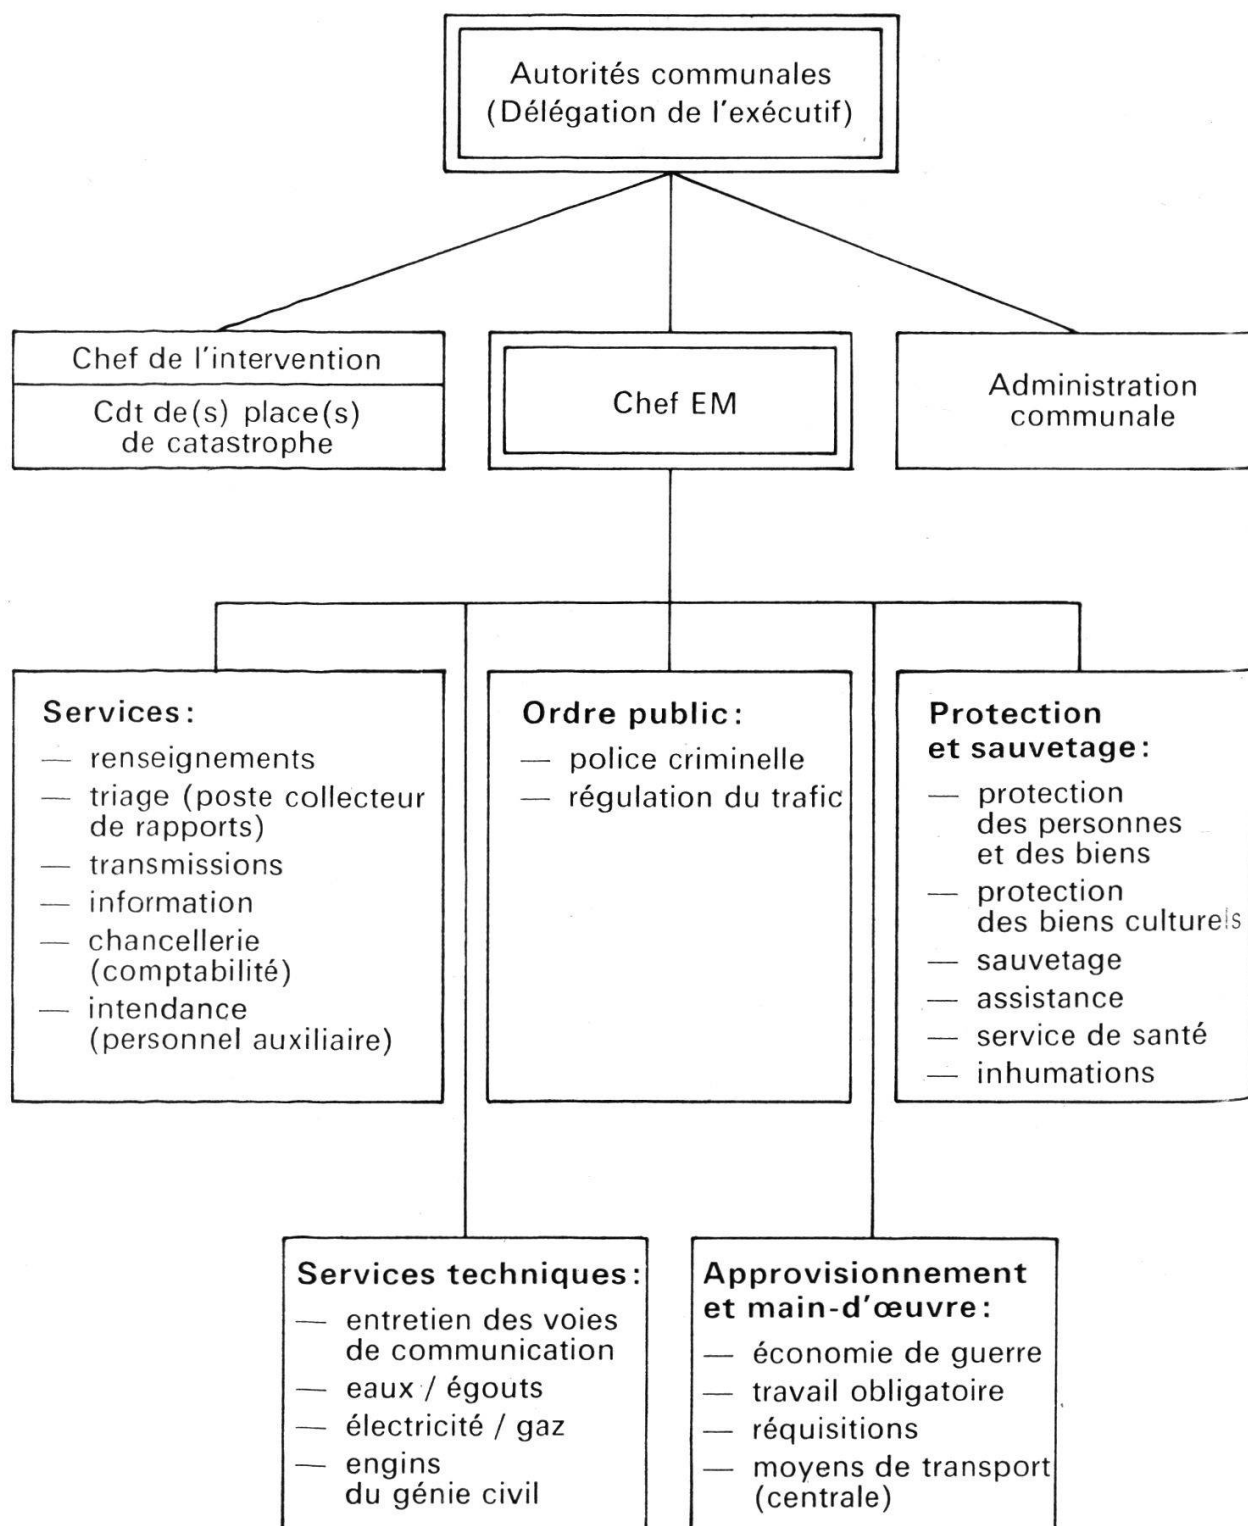 Autorités communales
(Délégation de l'exécutif)
Chef de l'intervention
Cdt de(s) place(s)
de catastrophe
Chef EM
Administration
communale
Services:
— renseignements
— triage (poste collecteur
de rapports)
— transmissions
— information
— chancellerie
(comptabilité)
— intendance
(personnel auxiliaire)
Ordre public:
— police criminelle
— régulation du trafic
Protection
et sauvetage:
— protection
des personnes
et des biens
— protection
des biens culturels
— sauvetage
— assistance
— service de santé
— inhumations
Services techniques:
— entretien des voies
de communication
— eaux / égouts
— électricité / gaz
— engins
du génie civil
Approvisionnement
et main-d'œuvre:
— économie de guerre
— travail obligatoire
— réquisitions
— moyens de transport
(centrale)